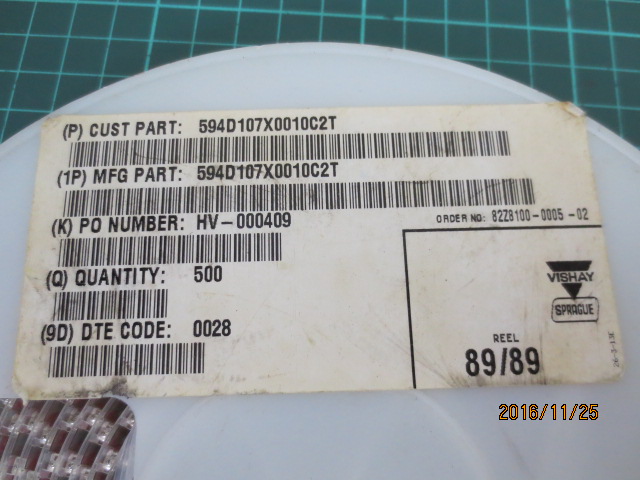 (P) CUST PART: 594D107X0010C2T
(1P) MFG PART: 594D107X0010C2T
(K) PO NUMBER: HV-000409
ORDER NO: 82Z8100-0005-02
(Q) QUANTITY: 500
(9D) DTE CODE: 0028
VISHAY
SPRAGUE
REEL
89/89
2016/11/25